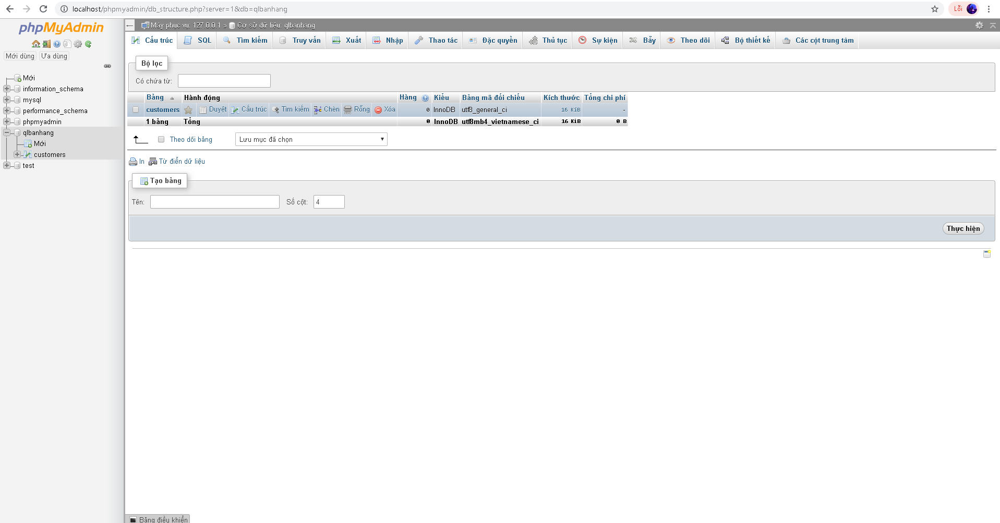 localhost/phpmyadmin/db_structure.php?server=1&db=qlbanhang
Lỗi
phpMyAdmin
Mới dùng Ưa dùng
Mới
information_schema
mysql
performance_schema
phpmyadmin
qlbanhang
Mới
customers
test
Máy phục vụ: 127.0.0.1 » Cơ sở dữ liệu: qlbanhang
Cấu trúc SQL Tìm kiếm Truy vấn Xuất Nhập Thao tác Đặc quyền Thủ tục Sự kiện Bẫy Theo dõi Bộ thiết kế Các cột trung tâm
Bộ lọc
Có chứa từ:
Bảng Hành động Hàng Kiểu Bảng mã đối chiếu Kích thước Tổng chi phí
customers Duyệt Cấu trúc Tìm kiếm Chèn Rỗng Xóa 0 InnoDB utf8_general_ci 16 KiB -
1 bảng Tổng 0 InnoDB utf8mb4_vietnamese_ci 16 KiB 0 B
Theo dõi bảng Lưu mục đã chọn
In Từ điển dữ liệu
Tạo bảng
Tên: Số cột: 4
Thực hiện
Bảng điều khiển